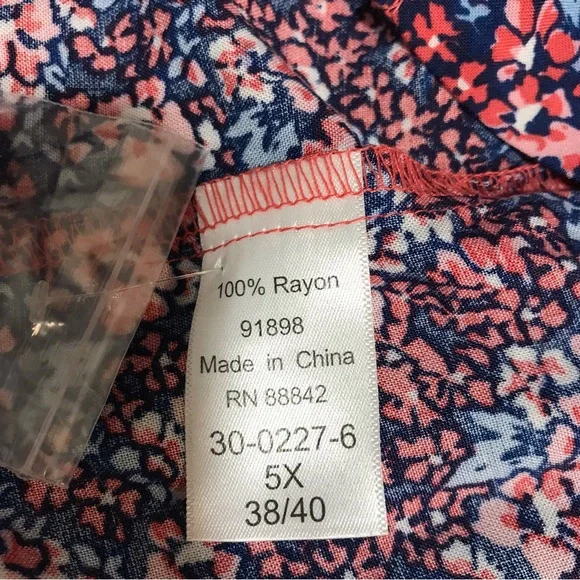 100% Rayon
91898
Made in China
RN 88842
30-0227-6
5X
38/40